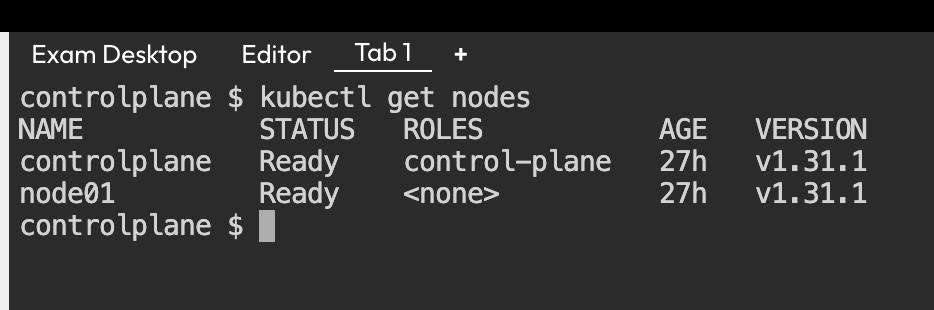 Exam Desktop Editor Tab 1 +
controlplane $ kubectl get nodes
NAME STATUS ROLES AGE VERSION
controlplane Ready control-plane 27h v1.31.1
node01 Ready <none> 27h v1.31.1
controlplane $